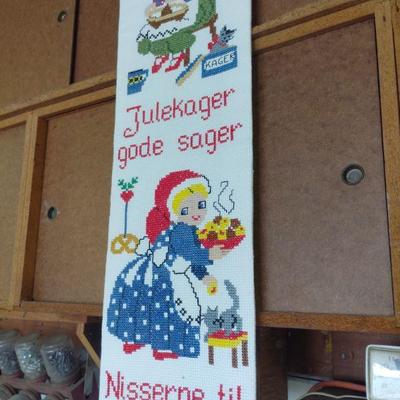 KAGER
Julekager
gode sager
Nisserne til